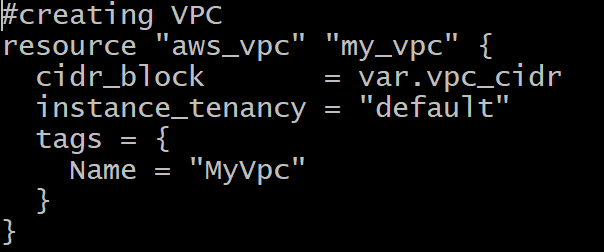 #creating VPC
resource "aws_vpc" "my_vpc" {
  cidr_block       = var.vpc_cidr
  instance_tenancy = "default"
  tags = {
    Name = "MyVpc"
  }
}